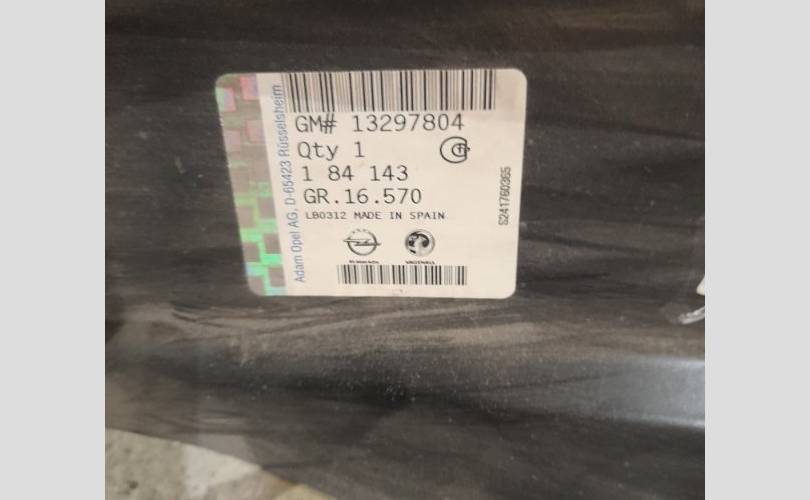 GM# 13297804
Qty 1
1 84 143
GR.16.570
LB0312 MADE IN SPAIN
VAUXHALL
Adam Opel AG, D-65423 Rüsselsheim
S241760365